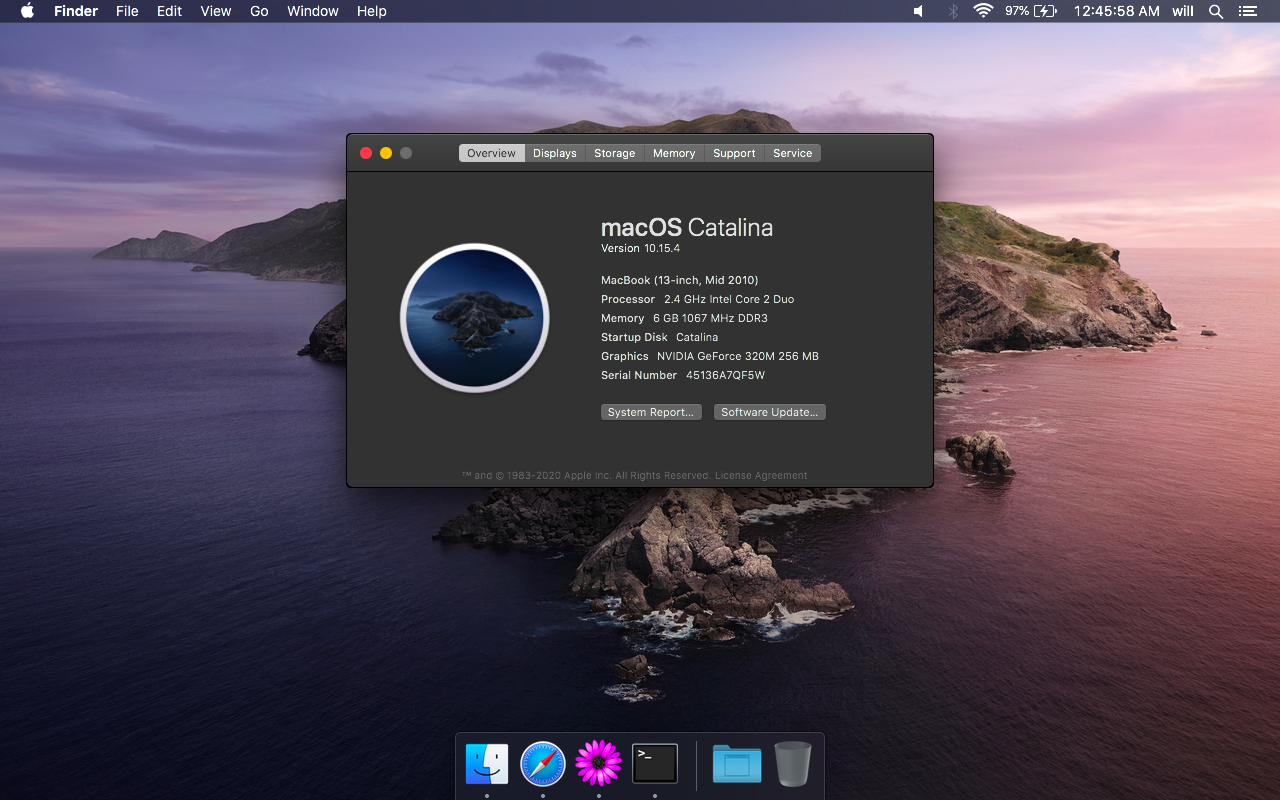 Finder File Edit View Go Window Help 97% 12:45:58 AM will
Overview Displays Storage Memory Support Service
macOS Catalina
Version 10.15.4
MacBook (13-inch, Mid 2010)
Processor 2.4 GHz Intel Core 2 Duo
Memory 6 GB 1067 MHz DDR3
Startup Disk Catalina
Graphics NVIDIA GeForce 320M 256 MB
Serial Number 45136A7QF5W
System Report... Software Update...
™ and © 1983-2020 Apple Inc. All Rights Reserved. License Agreement
>_